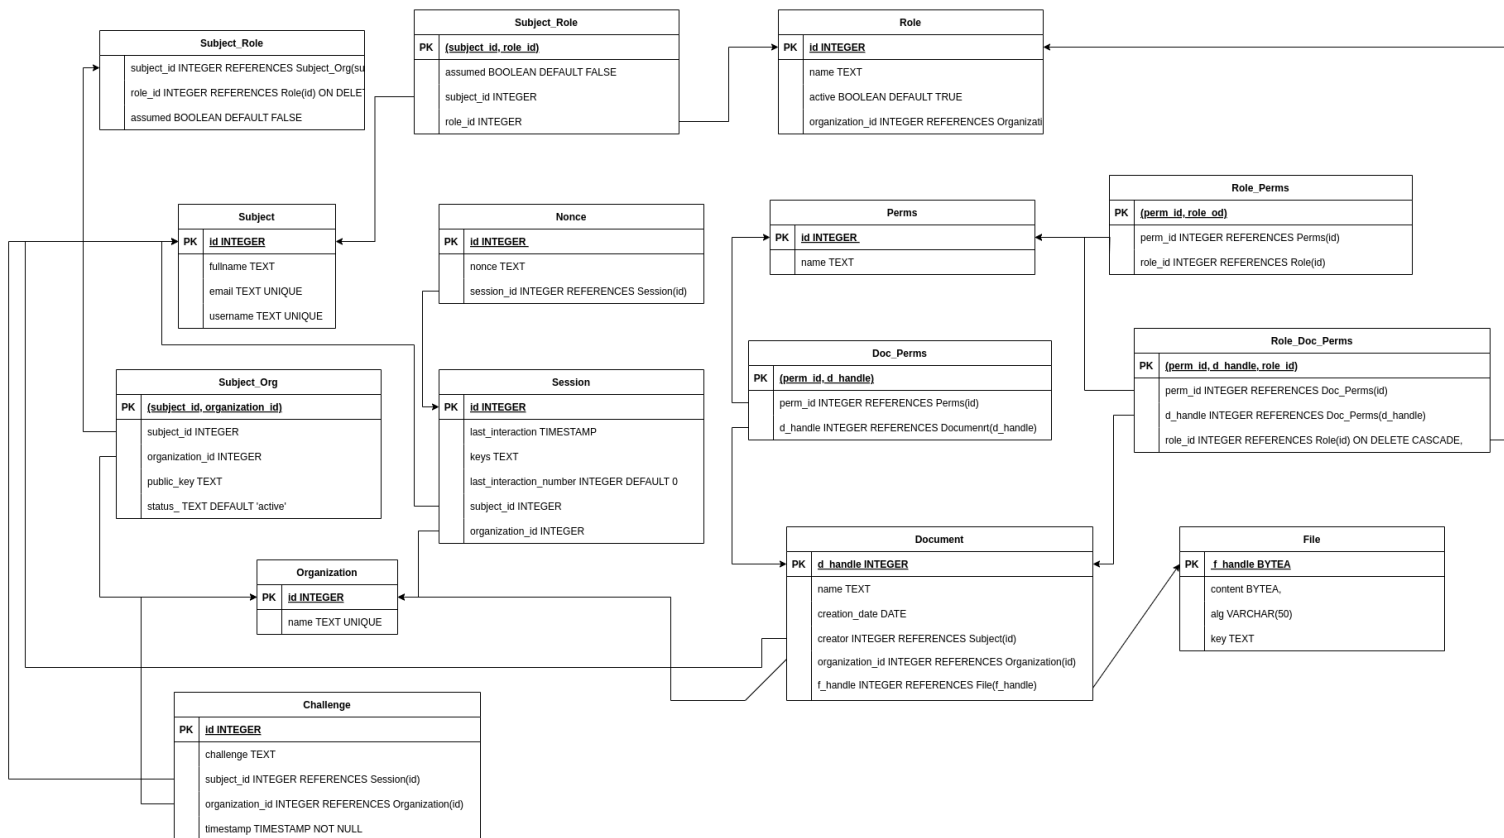 Subject_Role
subject_id INTEGER REFERENCES Subject_Org(su
role_id INTEGER REFERENCES Role(id) ON DELET
assumed BOOLEAN DEFAULT FALSE
Subject_Role
PK (subject_id, role_id)
assumed BOOLEAN DEFAULT FALSE
subject_id INTEGER
role_id INTEGER
Role
PK id INTEGER
name TEXT
active BOOLEAN DEFAULT TRUE
organization_id INTEGER REFERENCES Organizati
Subject
PK id INTEGER
fullname TEXT
email TEXT UNIQUE
username TEXT UNIQUE
Nonce
PK id INTEGER
nonce TEXT
session_id INTEGER REFERENCES Session(id)
Perms
PK id INTEGER
name TEXT
Role_Perms
PK (perm_id, role_od)
perm_id INTEGER REFERENCES Perms(id)
role_id INTEGER REFERENCES Role(id)
Subject_Org
PK (subject_id, organization_id)
subject_id INTEGER
organization_id INTEGER
public_key TEXT
status_ TEXT DEFAULT 'active'
Session
PK id INTEGER
last_interaction TIMESTAMP
keys TEXT
last_interaction_number INTEGER DEFAULT 0
subject_id INTEGER
organization_id INTEGER
Doc_Perms
PK (perm_id, d_handle)
perm_id INTEGER REFERENCES Perms(id)
d_handle INTEGER REFERENCES Documenrt(d_handle)
Role_Doc_Perms
PK (perm_id, d_handle, role_id)
perm_id INTEGER REFERENCES Doc_Perms(id)
d_handle INTEGER REFERENCES Doc_Perms(d_handle)
role_id INTEGER REFERENCES Role(id) ON DELETE CASCADE,
Organization
PK id INTEGER
name TEXT UNIQUE
Document
PK d_handle INTEGER
name TEXT
creation_date DATE
creator INTEGER REFERENCES Subject(id)
organization_id INTEGER REFERENCES Organization(id)
f_handle INTEGER REFERENCES File(f_handle)
File
PK f_handle BYTEA
content BYTEA,
alg VARCHAR(50)
key TEXT
Challenge
PK id INTEGER
challenge TEXT
subject_id INTEGER REFERENCES Session(id)
organization_id INTEGER REFERENCES Organization(id)
timestamp TIMESTAMP NOT NULL